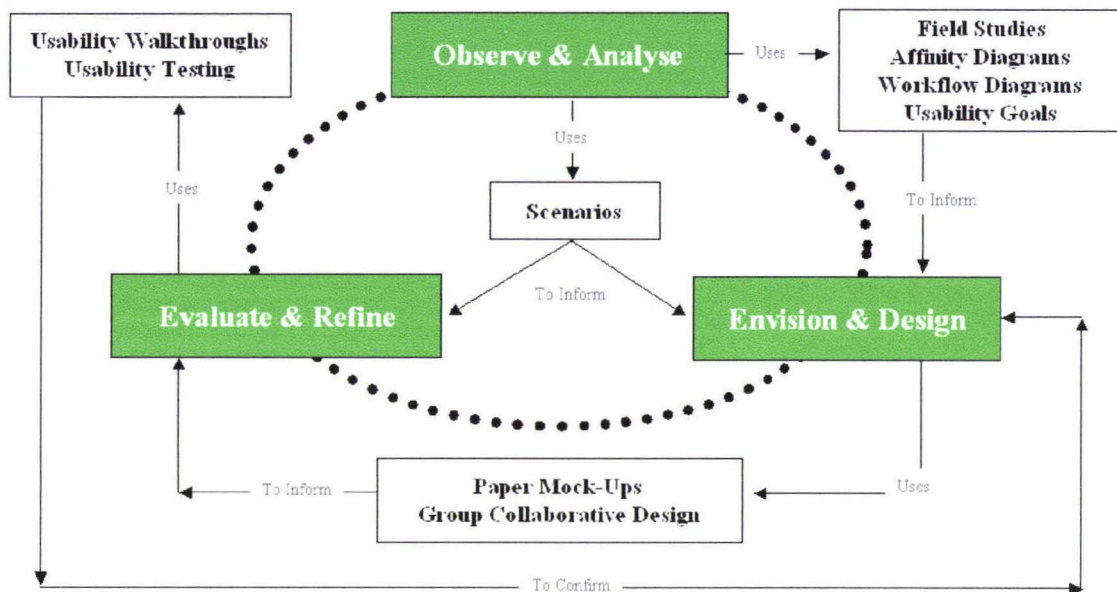 Usability Walkthroughs
Usability Testing
Observe & Analyse
Uses
Field Studies
Affinity Diagrams
Workflow Diagrams
Usability Goals
Uses
Uses
To Inform
Scenarios
To Inform
Evaluate & Refine
Envision & Design
To Inform
Paper Mock-Ups
Group Collaborative Design
Uses
To Confirm